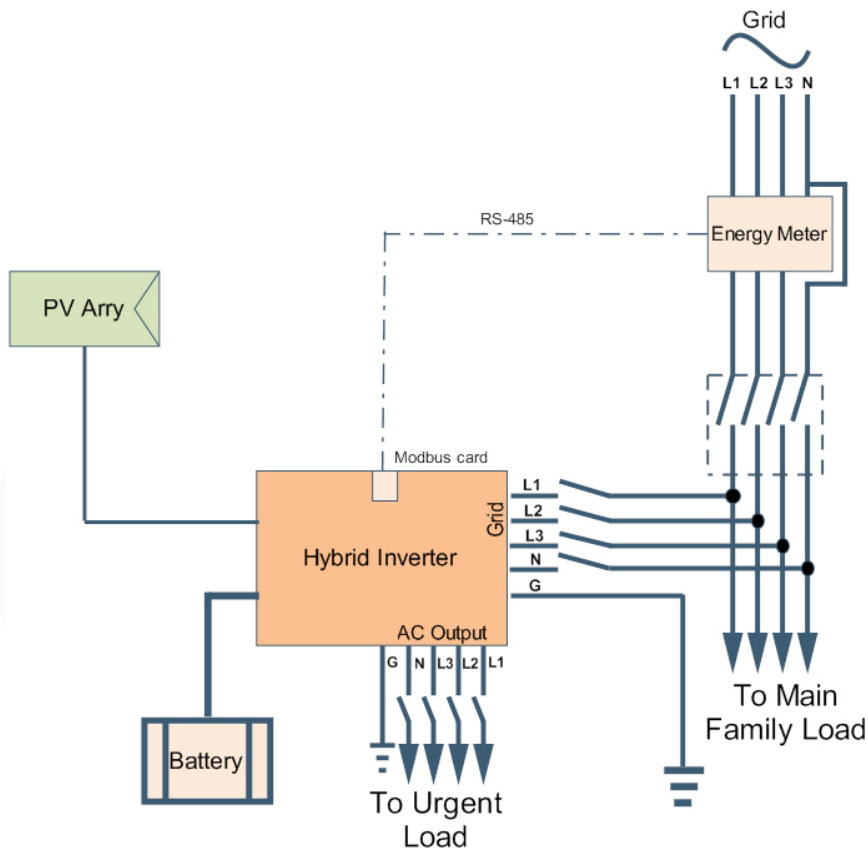 Grid
L1 L2 L3 N
RS-485
Energy Meter
PV Arry
Modbus card
L1
L2
L3
N
G
Grid
Hybrid Inverter
AC Output
G N L3 L2 L1
Battery
To Main
Family Load
To Urgent
Load